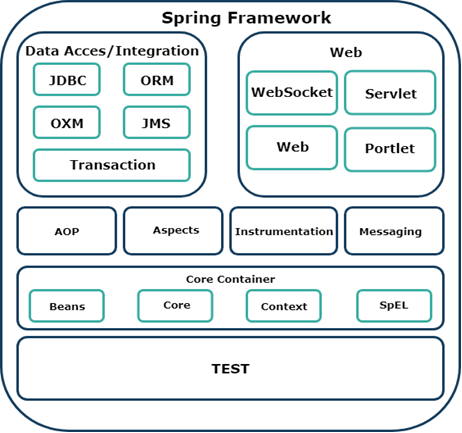 Spring Framework
Data Acces/Integration
JDBC
ORM
OXM
JMS
Transaction
Web
WebSocket
Servlet
Web
Portlet
AOP
Aspects
Instrumentation
Messaging
Core Container
Beans
Core
Context
SpEL
TEST